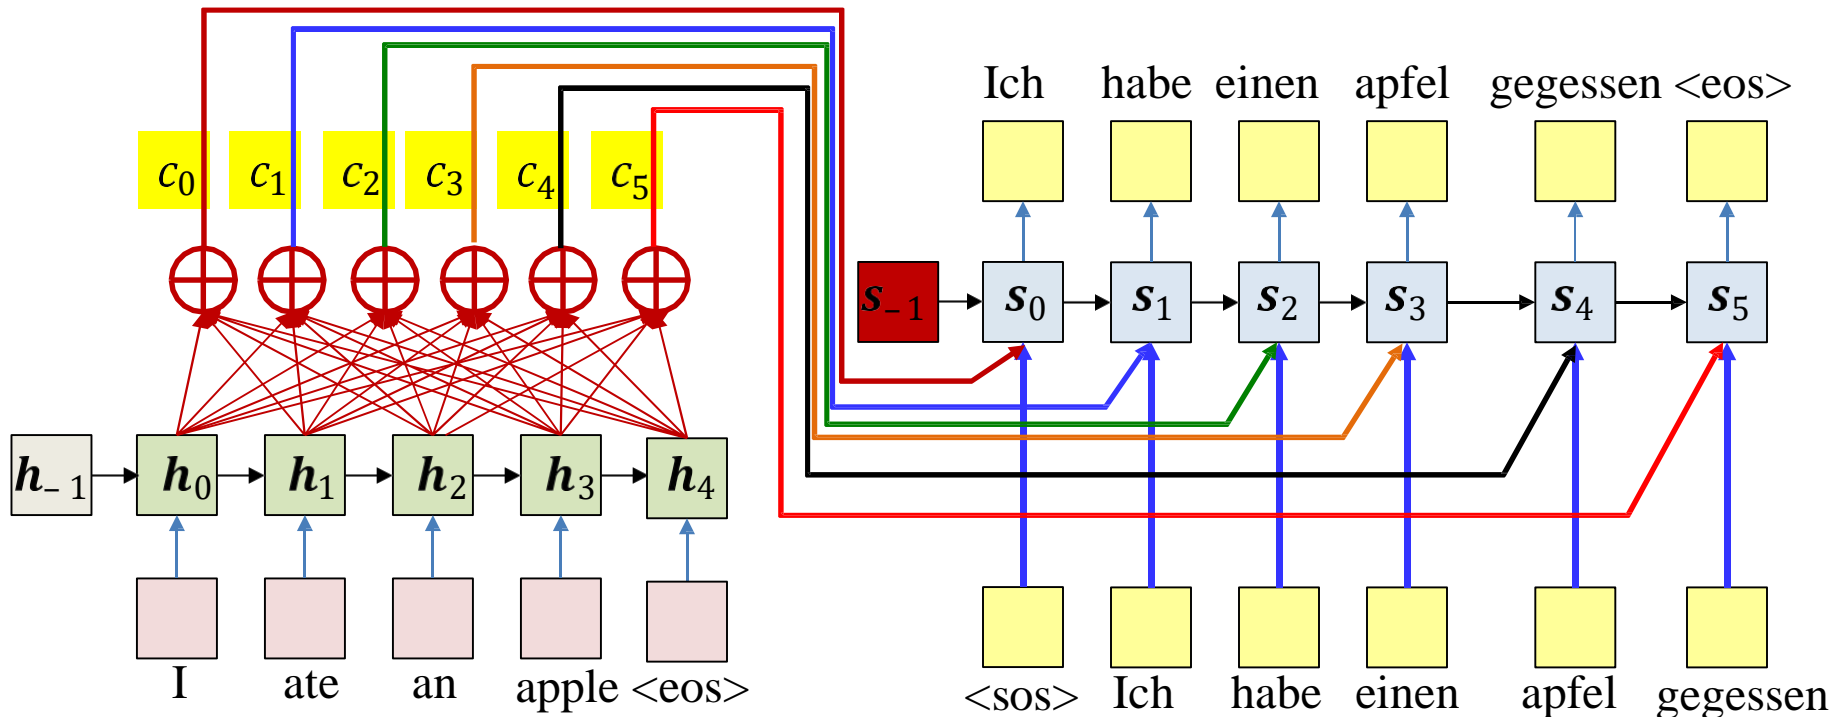 Ich habe einen apfel gegessen <eos>
c0 c1 c2 c3 c4 c5
s−1 s0 s1 s2 s3 s4 s5
h−1 h0 h1 h2 h3 h4
I ate an apple <eos>
<sos> Ich habe einen apfel gegessen